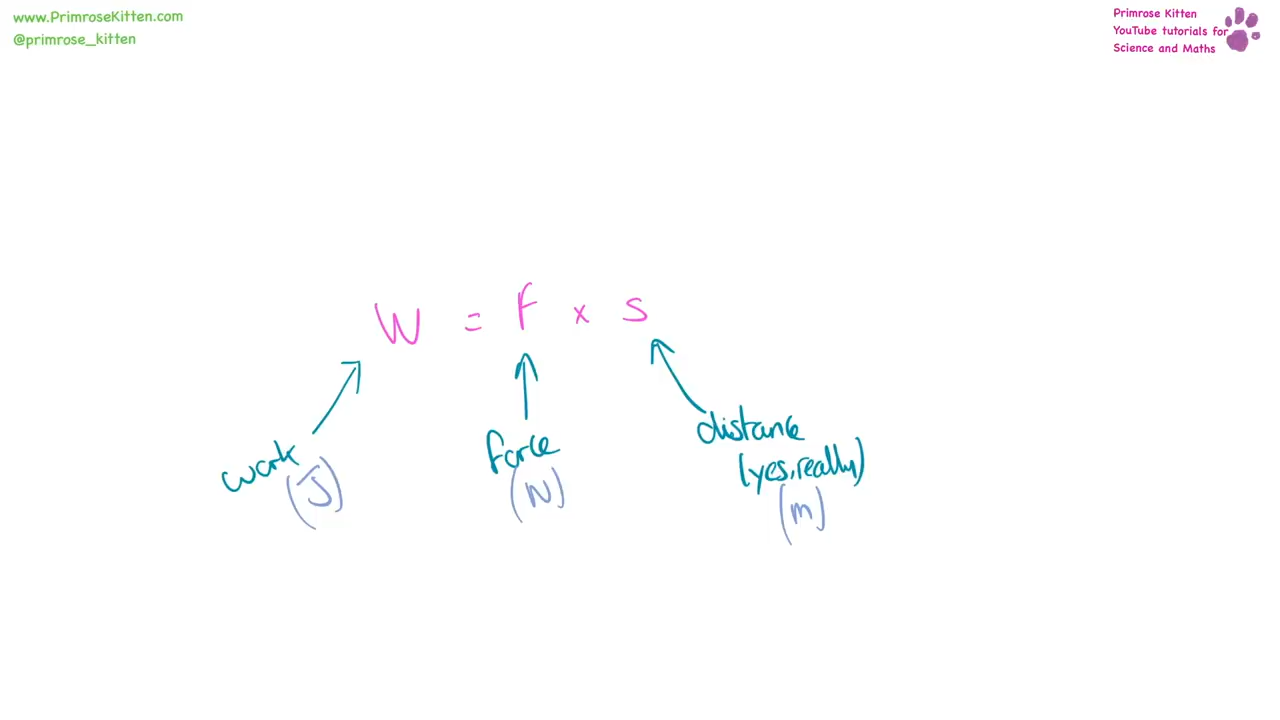 www.PrimroseKitten.com
@primrose_kitten
Primrose Kitten
YouTube tutorials for
Science and Maths
W = F × s
work
(J)
force
(N)
distance
(yes, really)
(m)